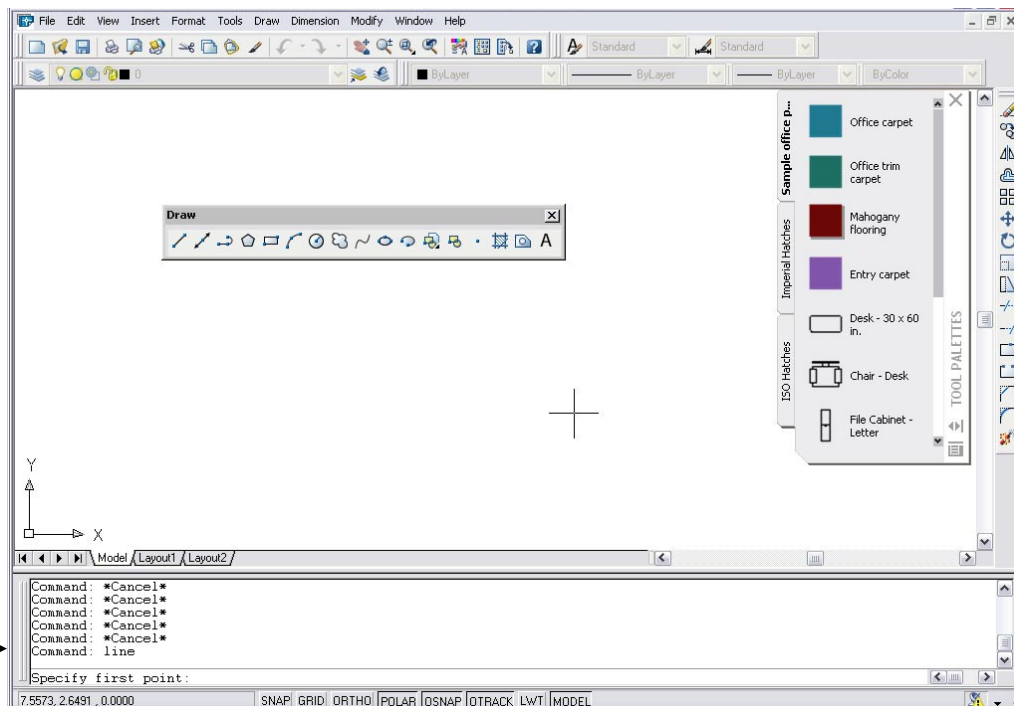 File Edit View Insert Format Tools Draw Dimension Modify Window Help
Standard Standard
0 ByLayer ByLayer ByLayer ByColor
Draw
A
Sample office p...
Imperial Hatches
ISO Hatches
Office carpet
Office trim
carpet
Mahogany
flooring
Entry carpet
Desk - 30 x 60
in.
Chair - Desk
File Cabinet -
Letter
TOOL PALETTES
Y
X
Model Layout1 Layout2
Command: *Cancel*
Command: *Cancel*
Command: *Cancel*
Command: *Cancel*
Command: *Cancel*
Command: line
Specify first point:
7.5573, 2.6491 , 0.0000 SNAP GRID ORTHO POLAR OSNAP OTRACK LWT MODEL